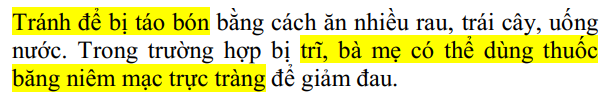 Tránh để bị táo bón bằng cách ăn nhiều rau, trái cây, uống
nước. Trong trường hợp bị trĩ, bà mẹ có thể dùng thuốc
băng niêm mạc trực tràng để giảm đau.